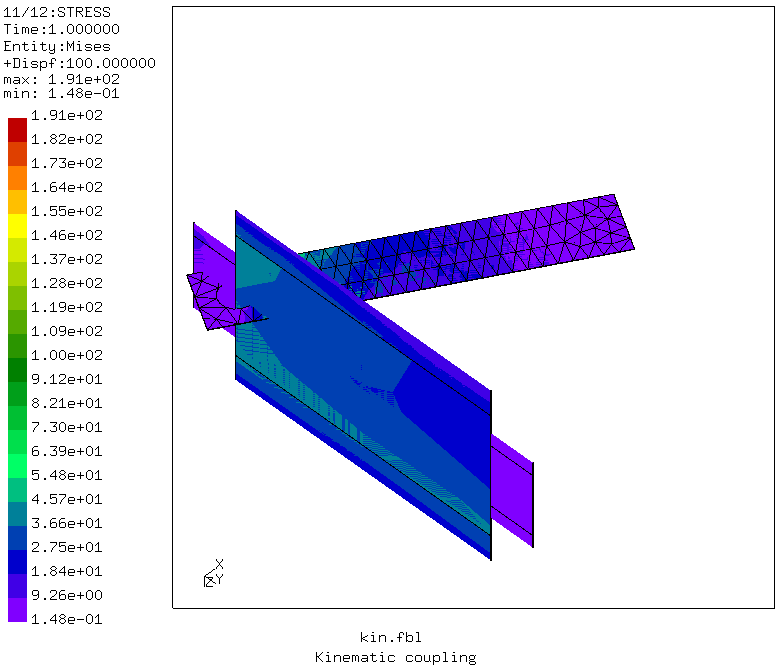 11/12:STRESS
Time:1.000000
Entity:Mises
+Dispf:100.000000
max: 1.91e+02
min: 1.48e-01
1.91e+02
1.82e+02
1.73e+02
1.64e+02
1.55e+02
1.46e+02
1.37e+02
1.28e+02
1.19e+02
1.09e+02
1.00e+02
9.12e+01
8.21e+01
7.30e+01
6.39e+01
5.48e+01
4.57e+01
3.66e+01
2.75e+01
1.84e+01
9.26e+00
1.48e-01
X
Z Y
kin.fbl
Kinematic coupling